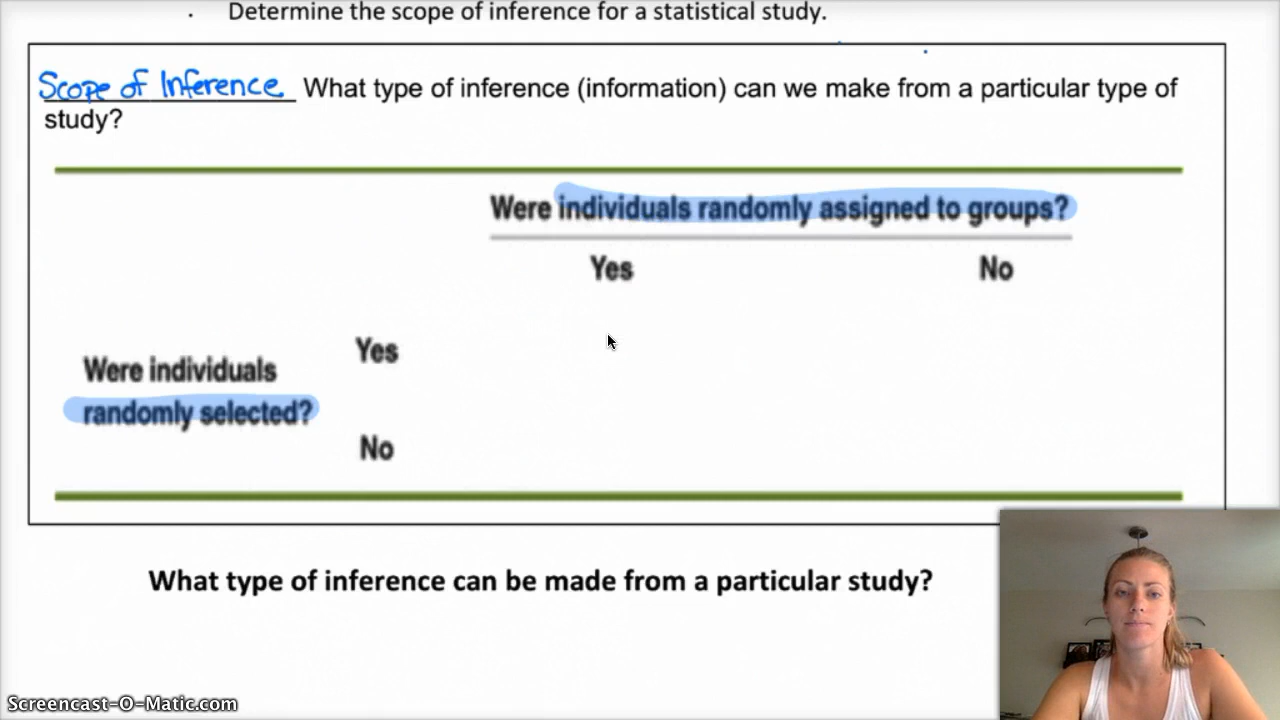 . Determine the scope of inference for a statistical study.
Scope of Inference What type of inference (information) can we make from a particular type of
study?
Were individuals randomly assigned to groups?
Yes No
Were individuals
randomly selected?
Yes
No
What type of inference can be made from a particular study?
Screencast-O-Matic.com